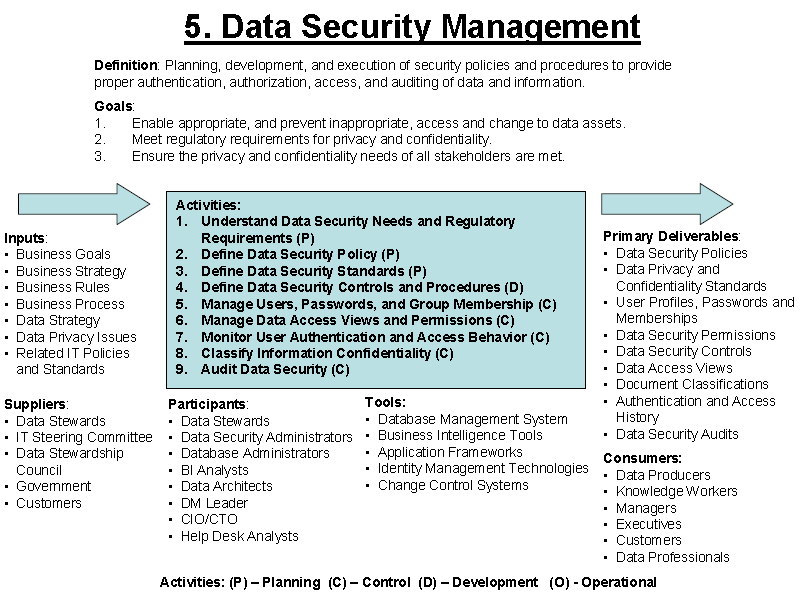 5. Data Security Management
Definition: Planning, development, and execution of security policies and procedures to provide
proper authentication, authorization, access, and auditing of data and information.
Goals:
1. Enable appropriate, and prevent inappropriate, access and change to data assets.
2. Meet regulatory requirements for privacy and confidentiality.
3. Ensure the privacy and confidentiality needs of all stakeholders are met.
Inputs:
• Business Goals
• Business Strategy
• Business Rules
• Business Process
• Data Strategy
• Data Privacy Issues
• Related IT Policies
and Standards
Activities:
1. Understand Data Security Needs and Regulatory
Requirements (P)
2. Define Data Security Policy (P)
3. Define Data Security Standards (P)
4. Define Data Security Controls and Procedures (D)
5. Manage Users, Passwords, and Group Membership (C)
6. Manage Data Access Views and Permissions (C)
7. Monitor User Authentication and Access Behavior (C)
8. Classify Information Confidentiality (C)
9. Audit Data Security (C)
Primary Deliverables:
• Data Security Policies
• Data Privacy and
Confidentiality Standards
• User Profiles, Passwords and
Memberships
• Data Security Permissions
• Data Security Controls
• Data Access Views
• Document Classifications
• Authentication and Access
History
• Data Security Audits
Suppliers:
• Data Stewards
• IT Steering Committee
• Data Stewardship
Council
• Government
• Customers
Participants:
• Data Stewards
• Data Security Administrators
• Database Administrators
• BI Analysts
• Data Architects
• DM Leader
• CIO/CTO
• Help Desk Analysts
Tools:
• Database Management System
• Business Intelligence Tools
• Application Frameworks
• Identity Management Technologies
• Change Control Systems
Consumers:
• Data Producers
• Knowledge Workers
• Managers
• Executives
• Customers
• Data Professionals
Activities: (P) – Planning (C) – Control (D) – Development (O) - Operational